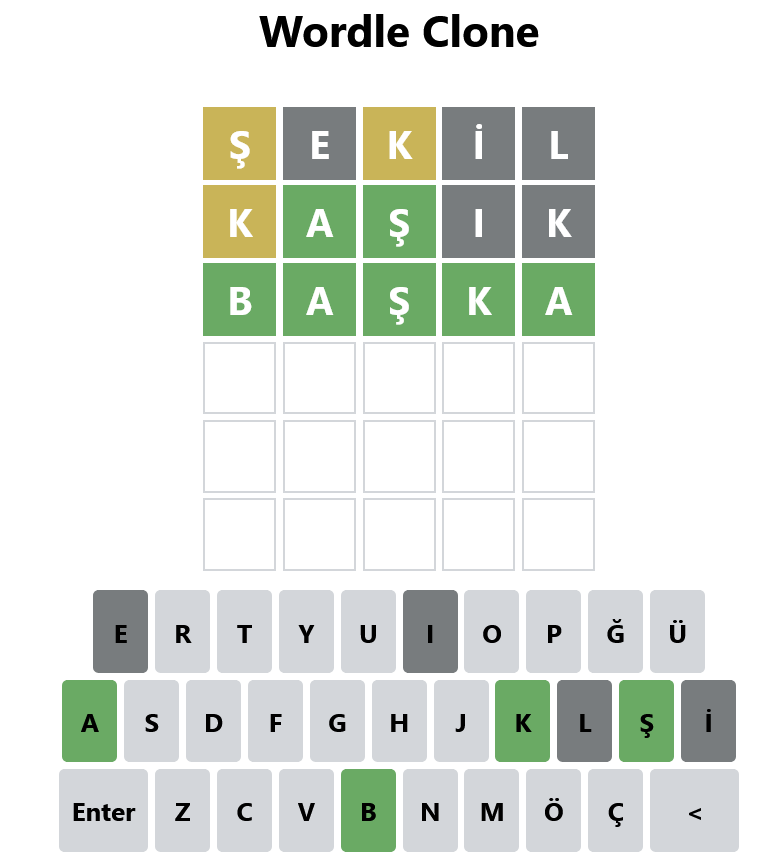 Wordle Clone
Ş E K İ L
K A Ş I K
B A Ş K A
E R T Y U I O P Ğ Ü
A S D F G H J K L Ş İ
Enter Z C V B N M Ö Ç <